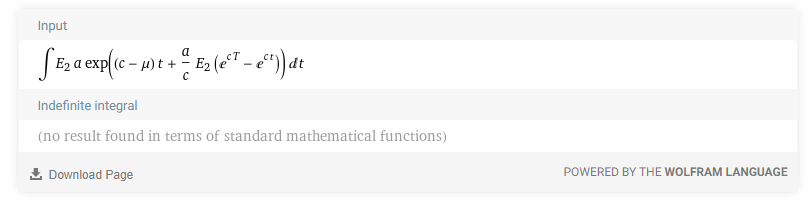 Input
∫ E₂ a exp((c − μ) t + a/c E₂ (e^(cT) − e^(ct))) dt
Indefinite integral
(no result found in terms of standard mathematical functions)
Download Page
POWERED BY THE WOLFRAM LANGUAGE